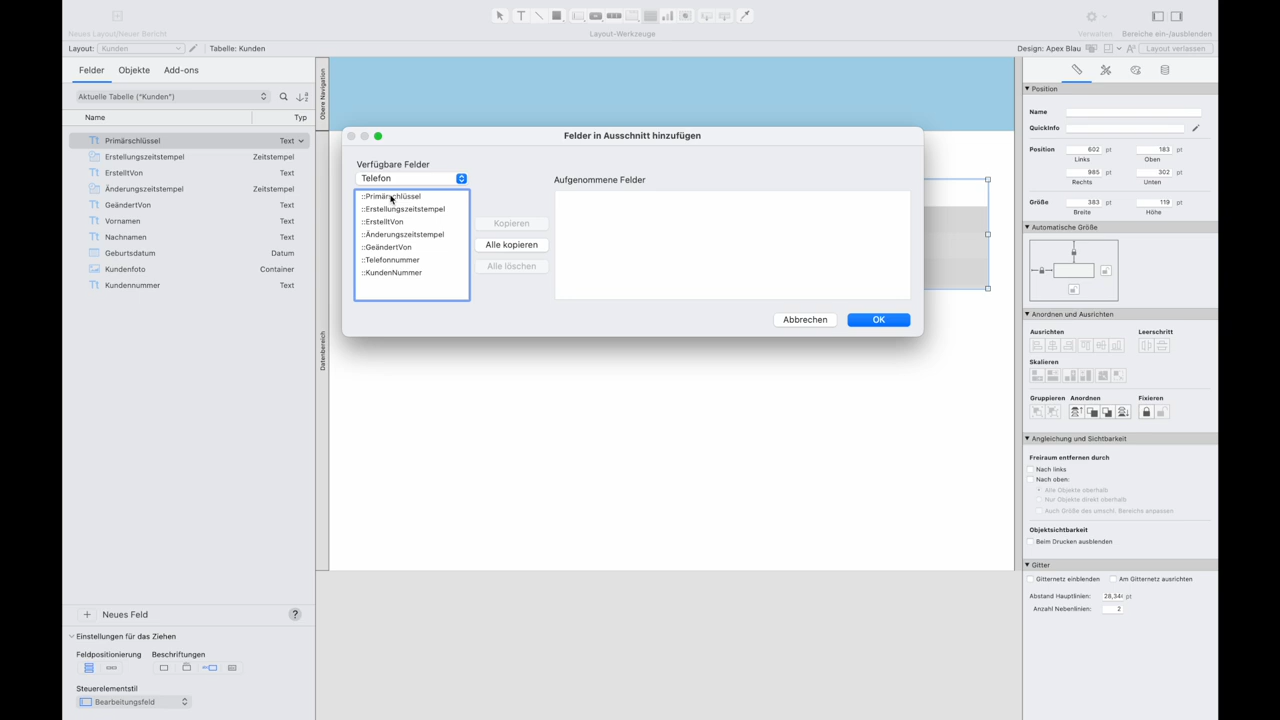 Neues Layout/Neuer Bericht
Layout-Werkzeuge
Verwalten
Bereiche ein-/ausblenden
Layout: Kunden
Tabelle: Kunden
Design: Apex Blau
Layout verlassen
Felder
Objekte
Add-ons
Aktuelle Tabelle ("Kunden")
Name
Typ
Primärschlüssel Text
Erstellungszeitstempel Zeitstempel
ErstelltVon Text
Änderungszeitstempel Zeitstempel
GeändertVon Text
Vornamen Text
Nachnamen Text
Geburtsdatum Datum
Kundenfoto Container
Kundennummer Text
+ Neues Feld ?
Einstellungen für das Ziehen
Feldpositionierung
Beschriftungen
Steuerelementstil
Bearbeitungsfeld
Obere Navigation
Datenbereich
Felder in Ausschnitt hinzufügen
Verfügbare Felder
Telefon
::Primärschlüssel
::Erstellungszeitstempel
::ErstelltVon
::Änderungszeitstempel
::GeändertVon
::Telefonnummer
::KundenNummer
Kopieren
Alle kopieren
Alle löschen
Aufgenommene Felder
Abbrechen
OK
Position
Name
QuickInfo
Position 602 pt 183 pt
Links Oben
985 pt 302 pt
Rechts Unten
Größe 383 pt 119 pt
Breite Höhe
Automatische Größe
Anordnen und Ausrichten
Ausrichten
Leerschritt
Skalieren
Gruppieren
Anordnen
Fixieren
Angleichung und Sichtbarkeit
Freiraum entfernen durch
Nach links
Nach oben:
Alle Objekte oberhalb
Nur Objekte direkt oberhalb
Auch Größe des umschl. Bereichs anpassen
Objektsichtbarkeit
Beim Drucken ausblenden
Gitter
Gitternetz einblenden
Am Gitternetz ausrichten
Abstand Hauptlinien: 28,34 pt
Anzahl Nebenlinien: 2